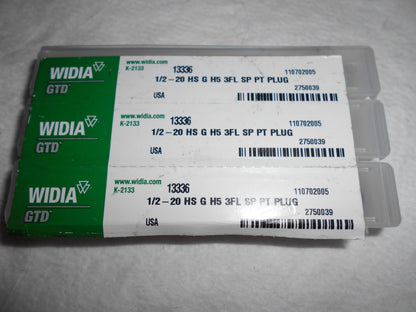 WIDIA
GTD
www.widia.com
K-2133
13336
110702005
1/2-20 HS G H5 3FL SP PT PLUG
2750039
USA
WIDIA
GTD
www.widia.com
K-2133
13336
110702005
1/2-20 HS G H5 3FL SP PT PLUG
2750039
USA
WIDIA
GTD
www.widia.com
K-2133
13336
110702005
1/2-20 HS G H5 3FL SP PT PLUG
2750039
USA